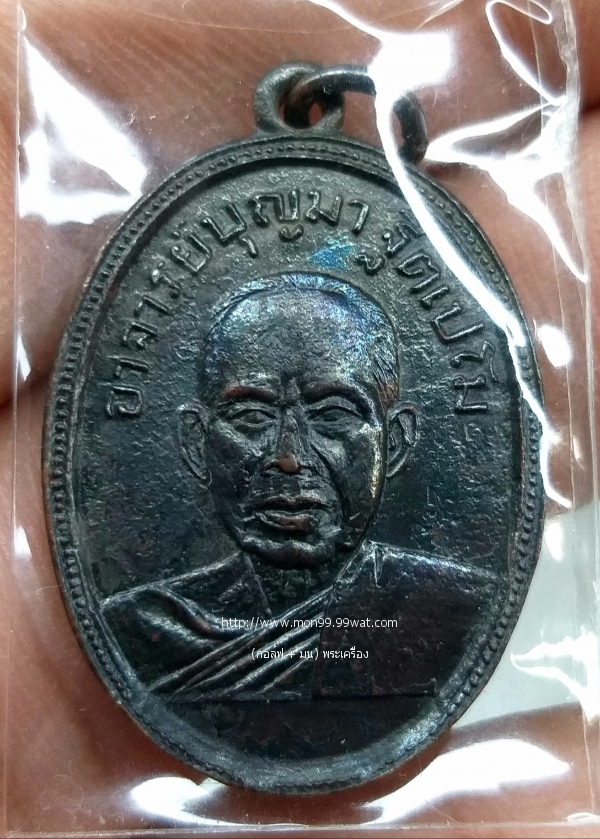 อาจารย์บุญมา ฐิตเปโม
http://www.mon99.99wat.com
(กอลฟ์ + มน) พระเครื่อง